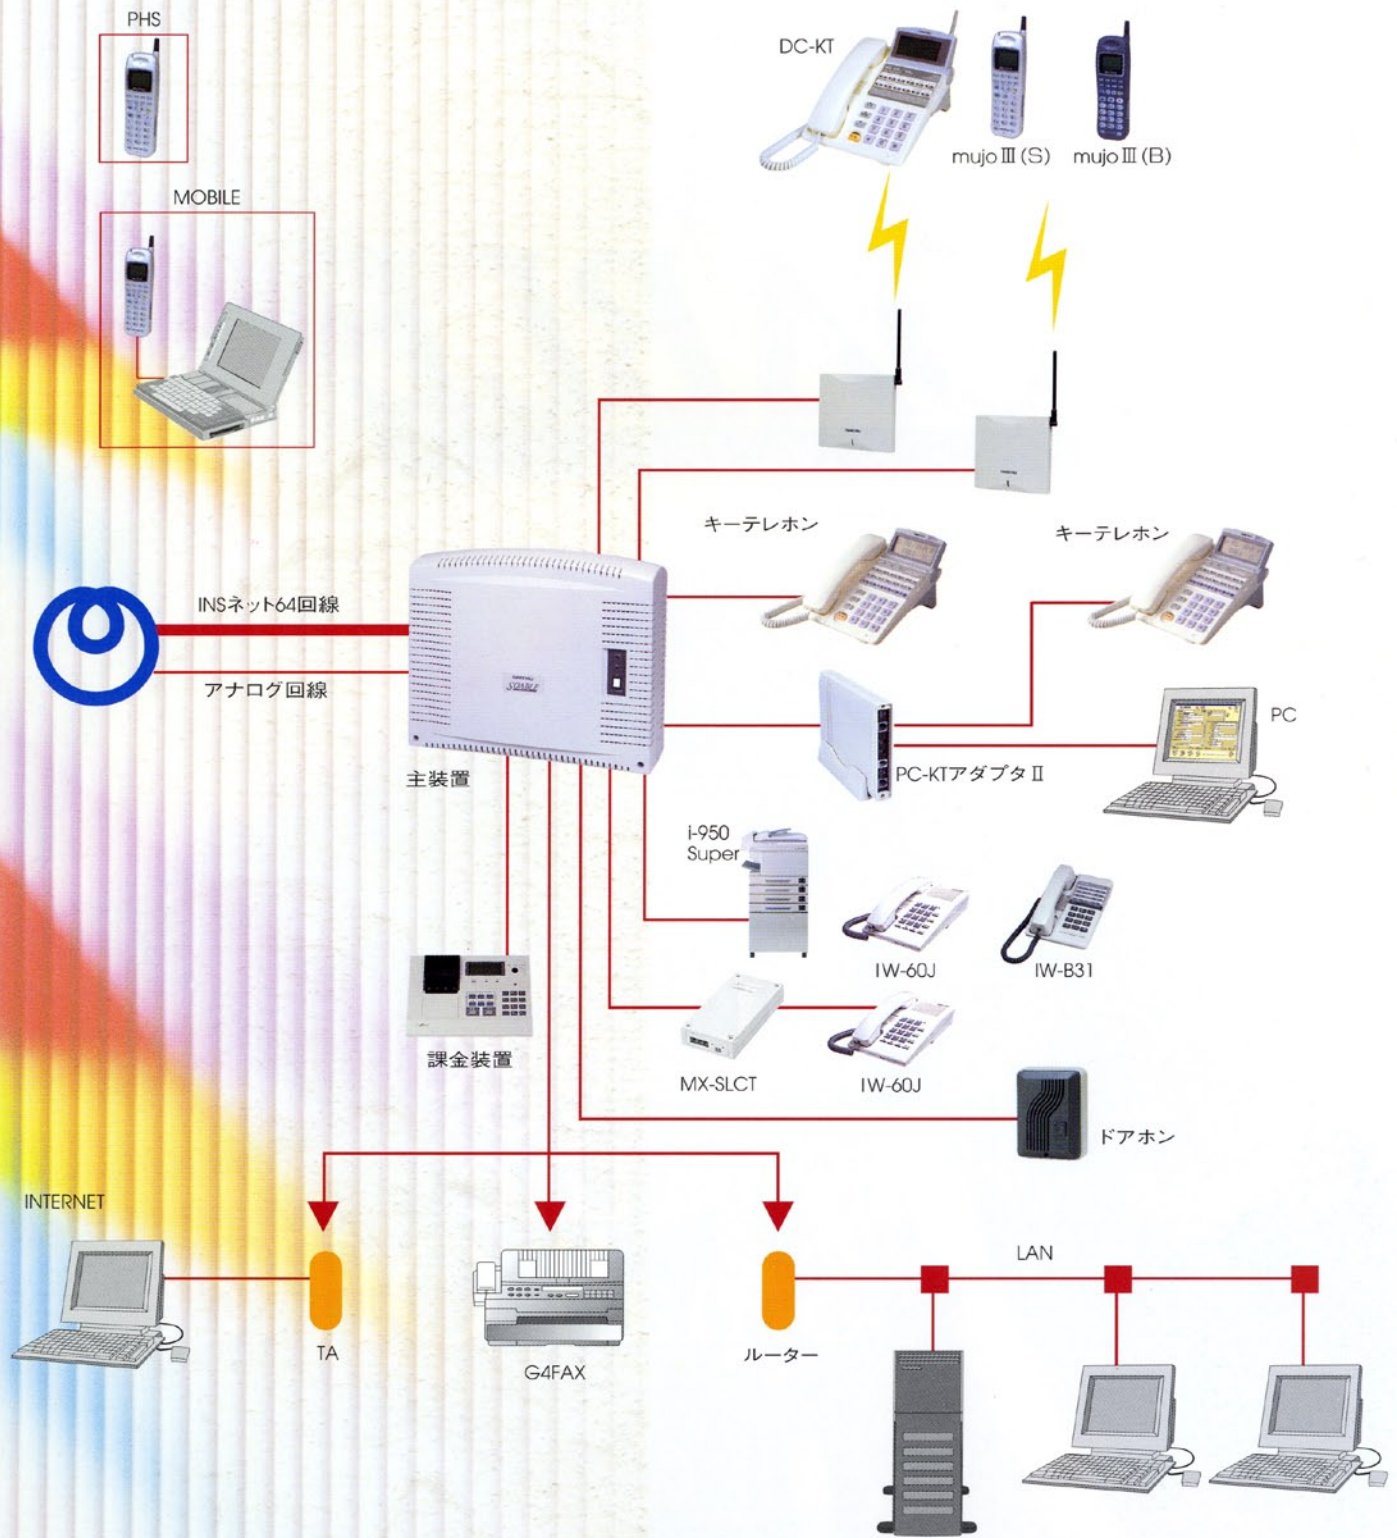 PHS
DC-KT
mujo Ⅲ (S)
mujo Ⅲ (B)
MOBILE
キーテレホン
キーテレホン
INSネット64回線
アナログ回線
主装置
PC-KTアダプタⅡ
PC
i-950
Super
IW-60J
IW-B31
課金装置
MX-SLCT
IW-60J
ドアホン
INTERNET
LAN
TA
G4FAX
ルーター